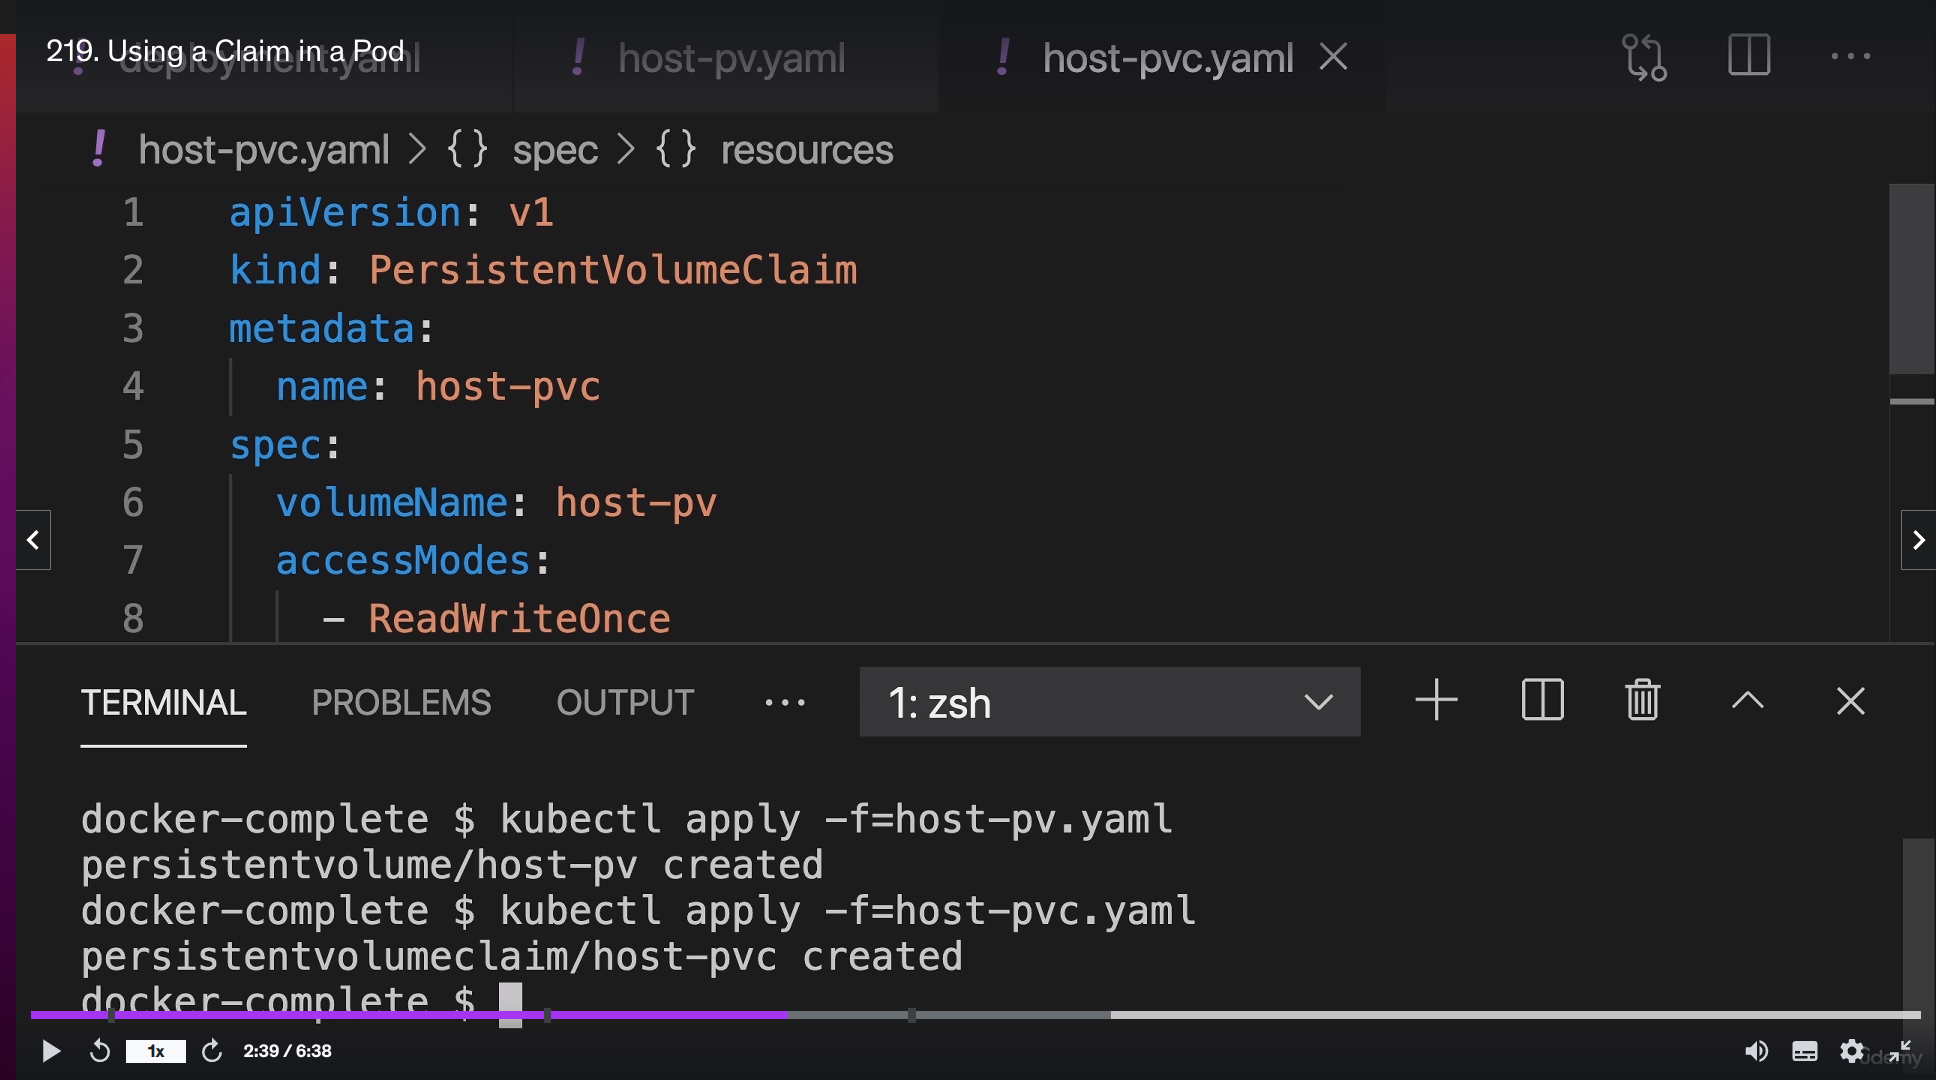 219. Using a Claim in a Pod
deployment.yaml
host-pv.yaml
host-pvc.yaml
host-pvc.yaml > {} spec > {} resources
1 apiVersion: v1
2 kind: PersistentVolumeClaim
3 metadata:
4 name: host-pvc
5 spec:
6 volumeName: host-pv
7 accessModes:
8 - ReadWriteOnce
TERMINAL PROBLEMS OUTPUT ··· 1: zsh
docker-complete $ kubectl apply -f=host-pv.yaml
persistentvolume/host-pv created
docker-complete $ kubectl apply -f=host-pvc.yaml
persistentvolumeclaim/host-pvc created
docker-complete $
1x 2:39 / 6:38
Udemy